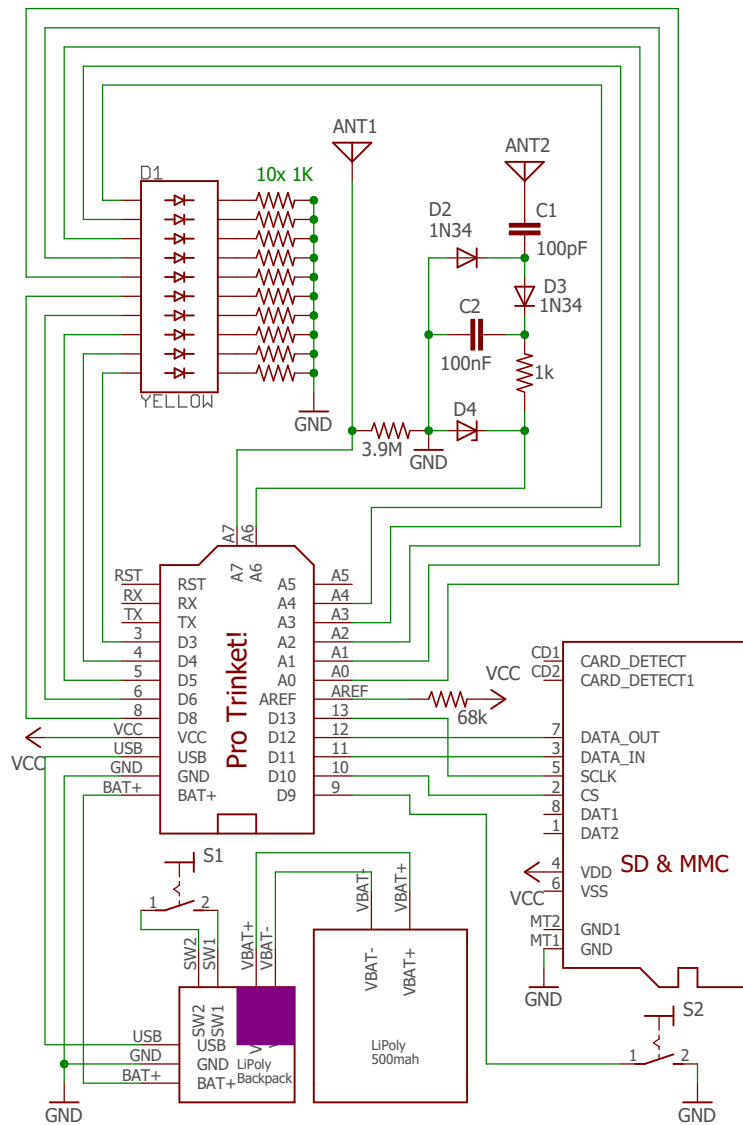 ANT1
ANT2
D1
10x 1K
C1
100pF
D2
1N34
D3
1N34
C2
100nF
1k
YELLOW
GND
D4
3.9M
GND
A7
A6
A7
A6
RST
RST
A5
A5
RX
RX
A4
A4
TX
TX
A3
A3
3
D3
A2
A2
4
D4
A1
A1
5
D5
A0
A0
6
D6
AREF
AREF
8
D8
D13
13
VCC
VCC
D12
12
USB
USB
D11
11
GND
GND
D10
10
BAT+
BAT+
D9
9
Pro Trinket!
VCC
68k
VCC
CD1
CARD_DETECT
CD2
CARD_DETECT1
7
DATA_OUT
3
DATA_IN
5
SCLK
2
CS
8
DAT1
1
DAT2
4
VDD
6
VSS
MT2
GND1
MT1
GND
SD & MMC
VCC
GND
S1
1
2
SW2
SW1
VBAT+
VBAT-
VBAT-
VBAT+
VBAT-
VBAT+
SW2
SW1
USB
USB
GND
GND
BAT+
BAT+
LiPoly
Backpack
LiPoly
500mah
GND
S2
1
2
GND